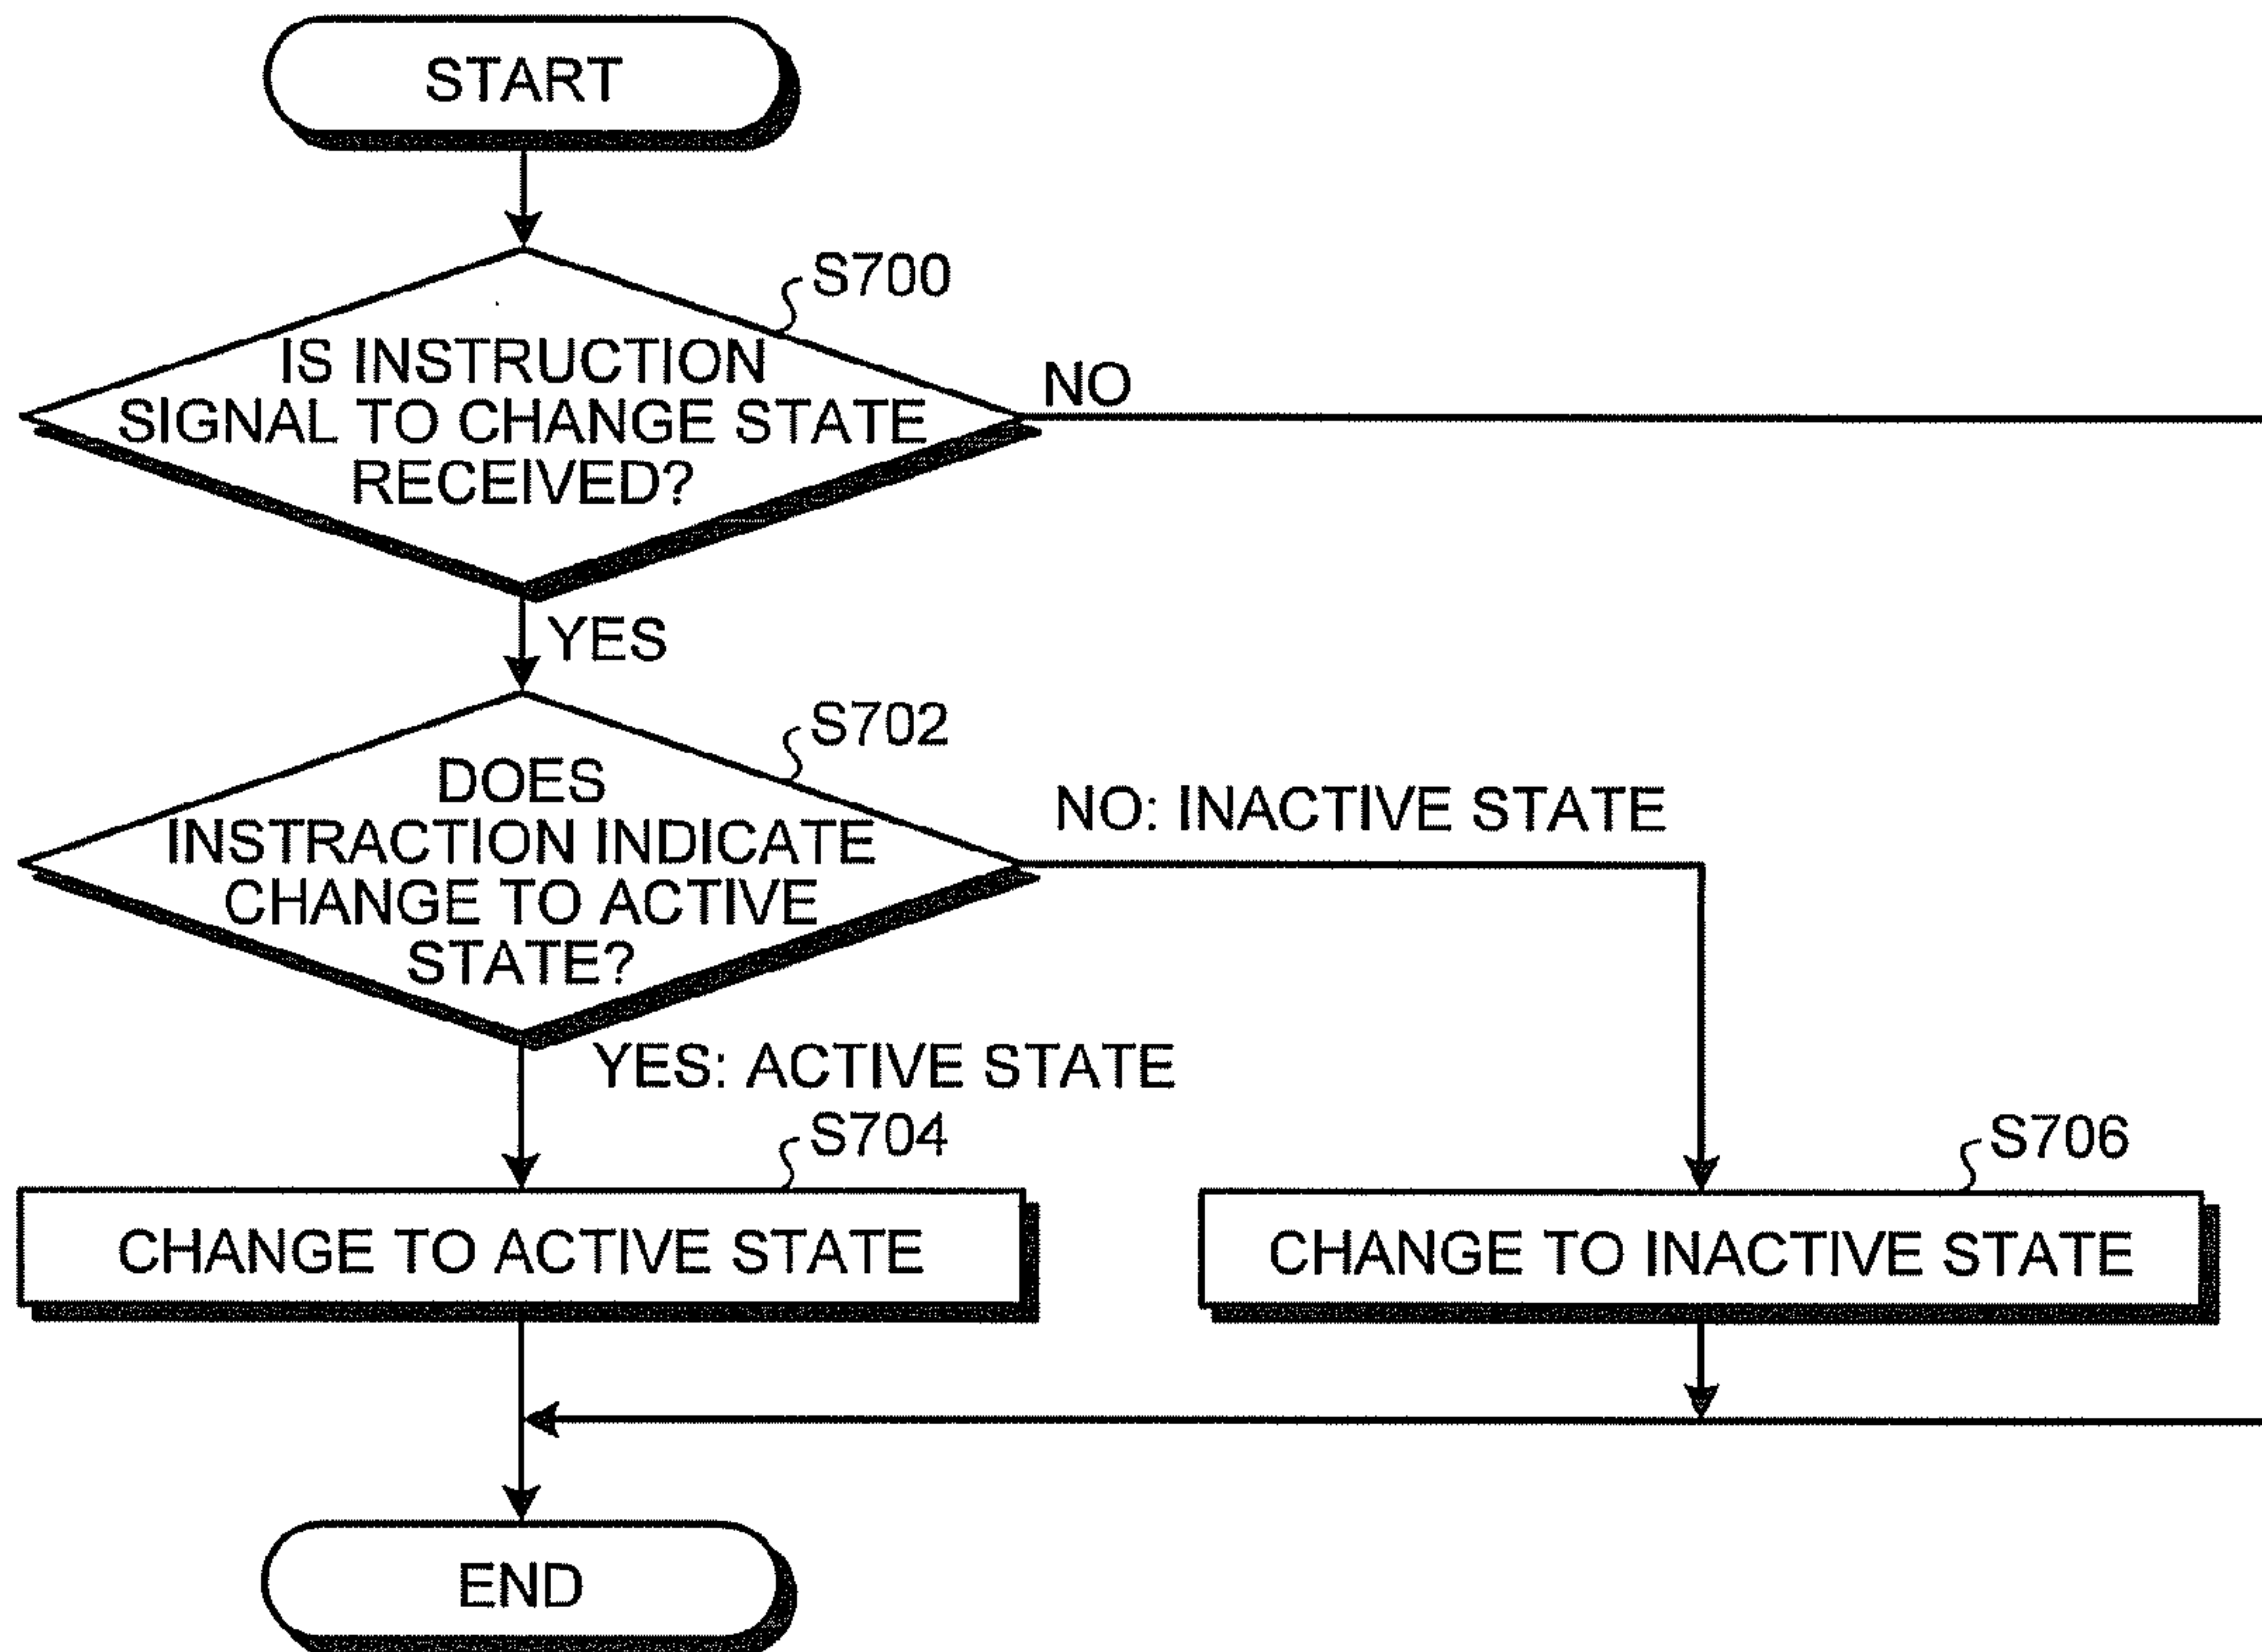 START
S700
IS INSTRUCTION
SIGNAL TO CHANGE STATE
RECEIVED?
NO
YES
S702
DOES
INSTRACTION INDICATE
CHANGE TO ACTIVE
STATE?
NO: INACTIVE STATE
YES: ACTIVE STATE
S704
S706
CHANGE TO ACTIVE STATE
CHANGE TO INACTIVE STATE
END